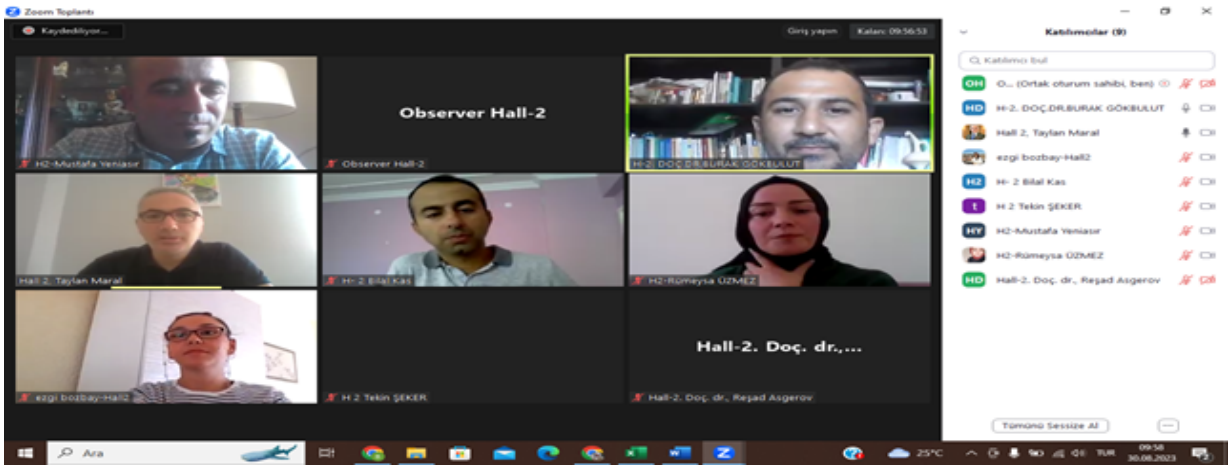 Zoom Toplantı
Kaydediliyor...
Giriş yapın
Kalan: 09:56:53
H2-Mustafa Yeniasır
Observer Hall-2
Observer Hall-2
H-2. DOÇ.DR.BURAK GÖKBULUT
Hall 2, Taylan Maral
H- 2 Bilal Kas
H2-Rümeysa ÜZMEZ
ezgi bozbay-Hall2
H 2 Tekin ŞEKER
Hall-2. Doç. dr.,...
Hall-2. Doç. dr., Reşad Asgerov
Katılımcılar (9)
Katılımcı bul
OH O... (Ortak oturum sahibi, ben)
HD H-2. DOÇ.DR.BURAK GÖKBULUT
Hall 2, Taylan Maral
ezgi bozbay-Hall2
H2 H- 2 Bilal Kas
t H 2 Tekin ŞEKER
HY H2-Mustafa Yeniasır
H2-Rümeysa ÜZMEZ
HD Hall-2. Doç. dr., Reşad Asgerov
Tümünü Sessize Al
Ara
25°C
TUR
09:58
30.08.2023